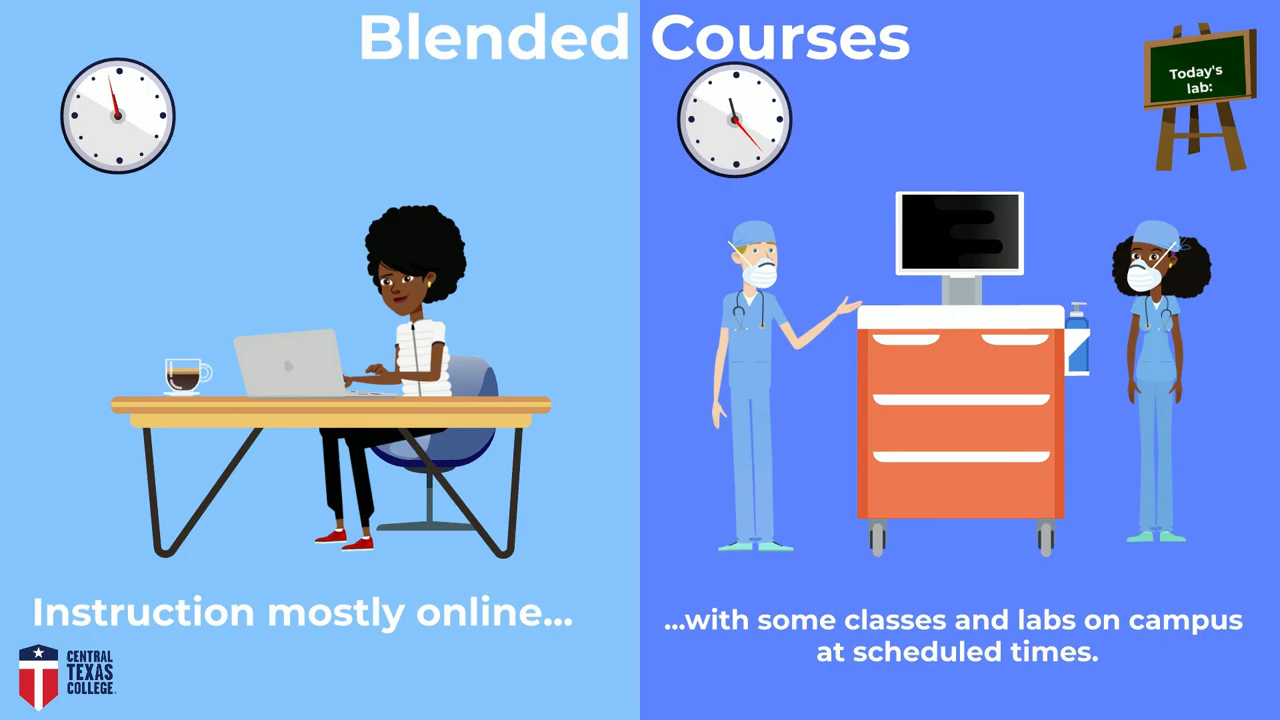 Blended Courses
Today's
lab:
Instruction mostly online...
...with some classes and labs on campus
at scheduled times.
CENTRAL
TEXAS
COLLEGE